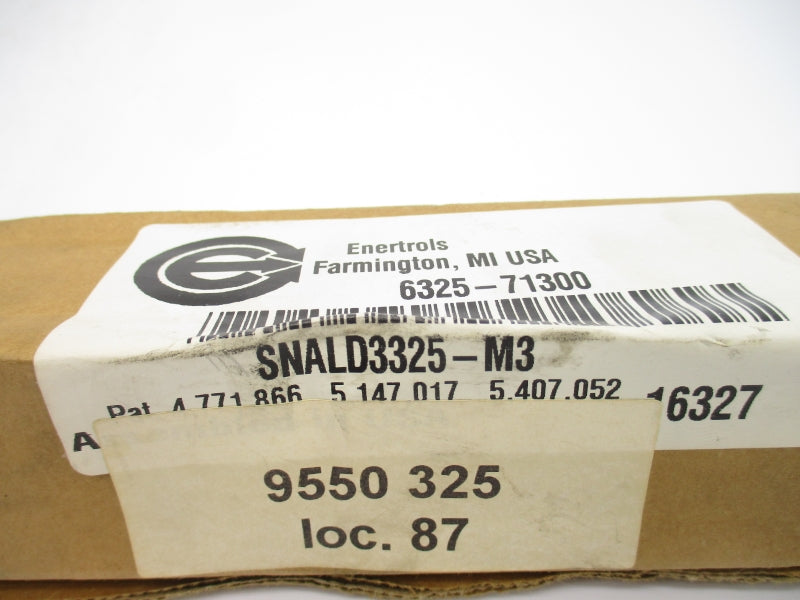 e
Enertrols
Farmington, MI USA
6325-71300
SNALD3325-M3
Pat. 4,771,866 5,147,017 5,407,052 16327
A
9550 325
loc. 87